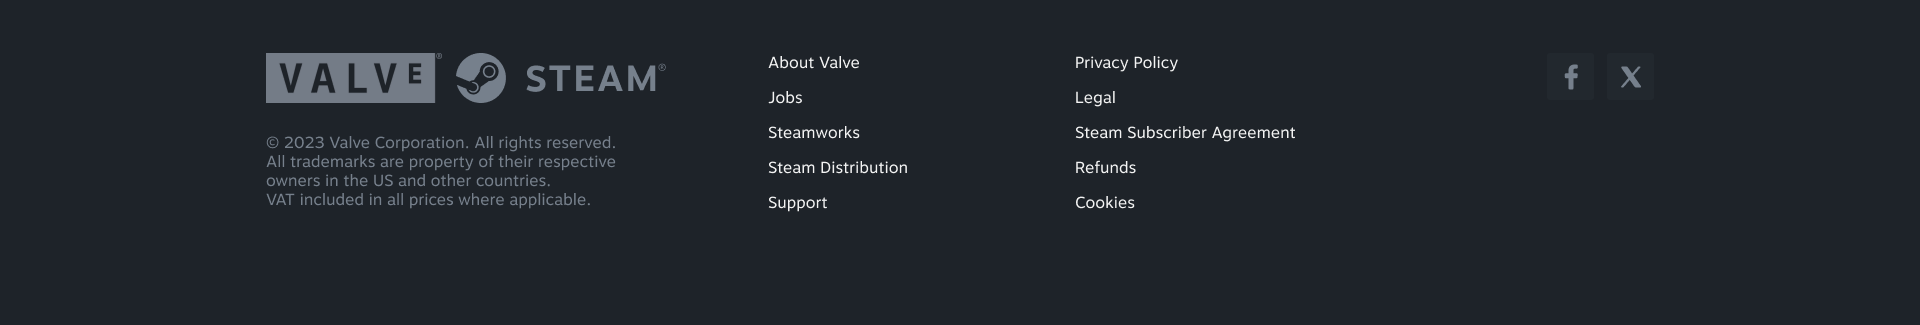 VALVE® STEAM®
© 2023 Valve Corporation. All rights reserved.
All trademarks are property of their respective
owners in the US and other countries.
VAT included in all prices where applicable.
About Valve
Jobs
Steamworks
Steam Distribution
Support
Privacy Policy
Legal
Steam Subscriber Agreement
Refunds
Cookies